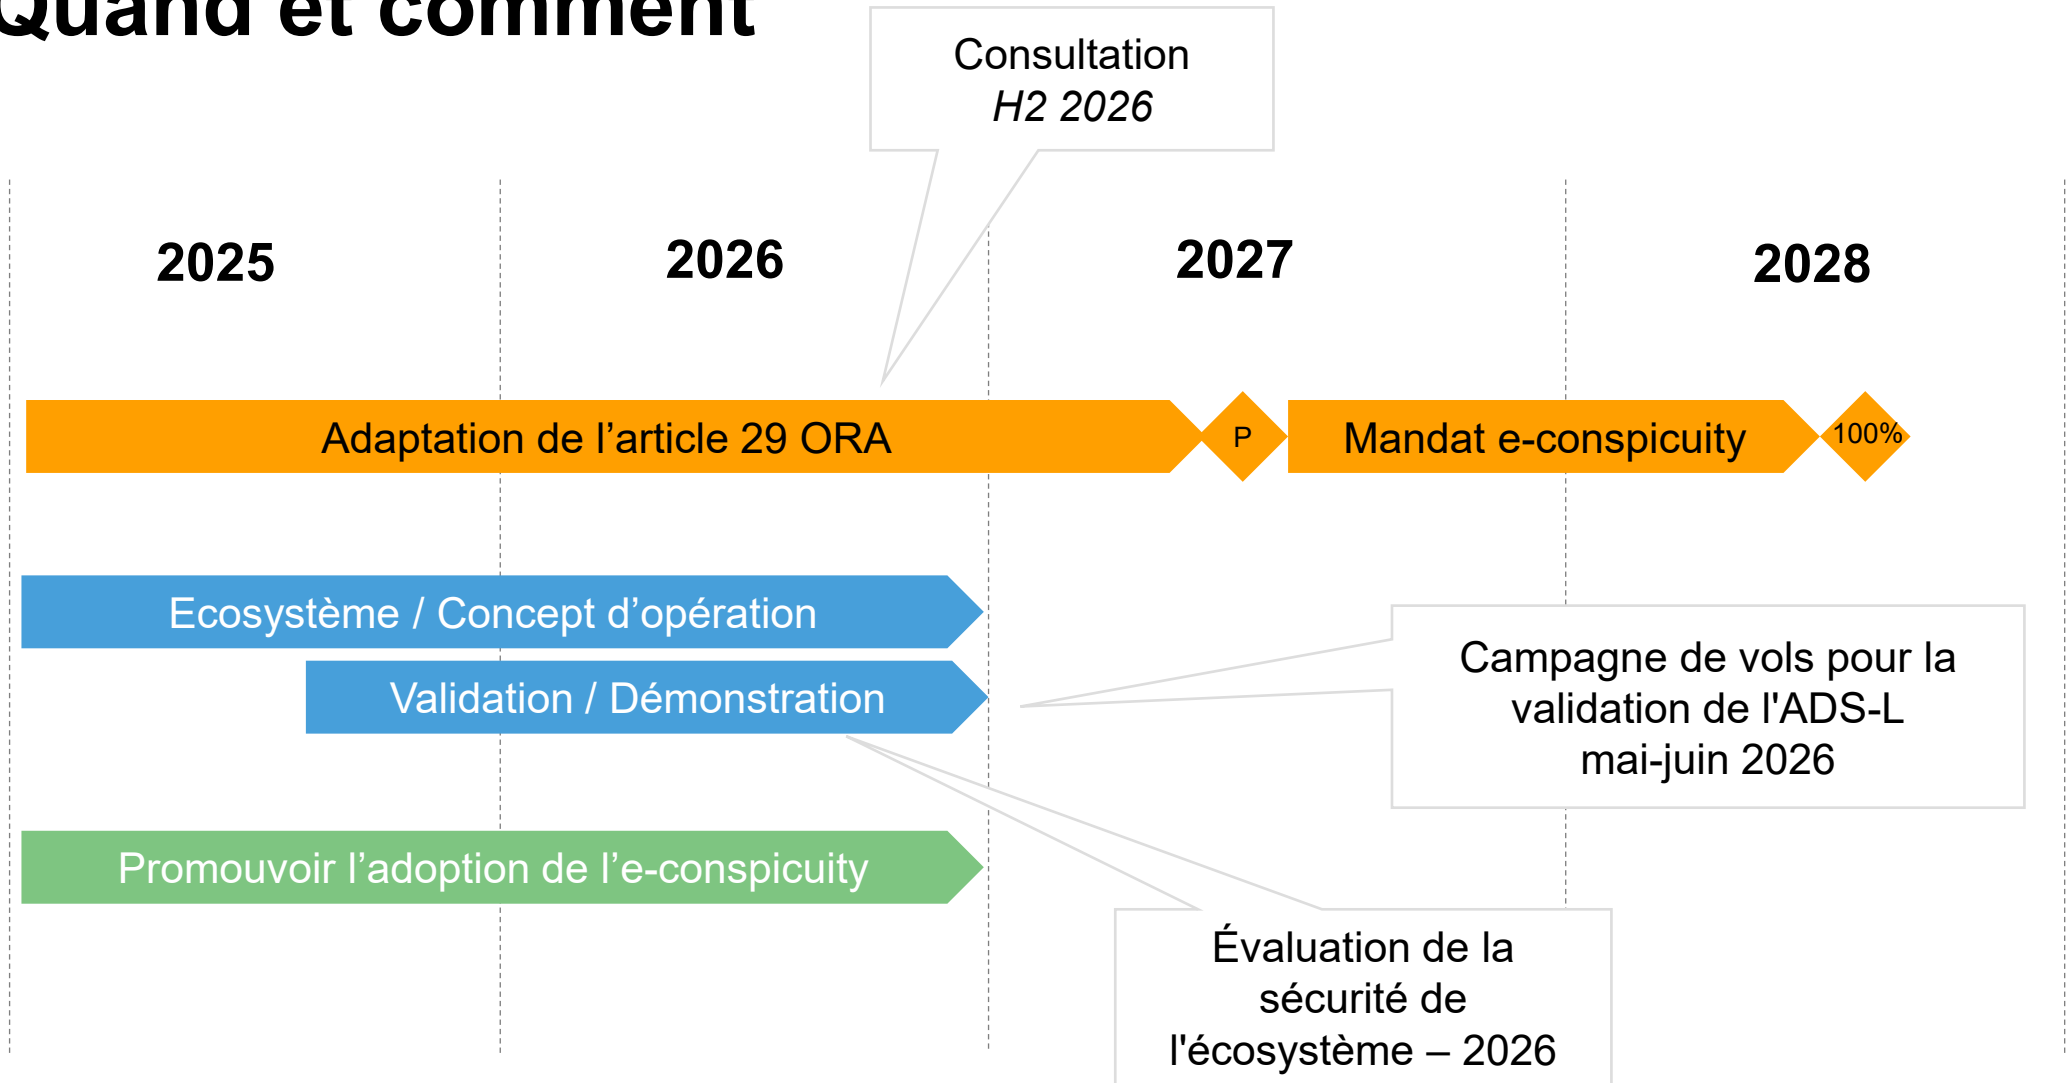 Quand et comment
Consultation
H2 2026
2025
2026
2027
2028
Adaptation de l’article 29 ORA
P
Mandat e-conspicuity
100%
Ecosystème / Concept d’opération
Validation / Démonstration
Campagne de vols pour la
validation de l'ADS-L
mai-juin 2026
Promouvoir l’adoption de l’e-conspicuity
Évaluation de la
sécurité de
l'écosystème – 2026